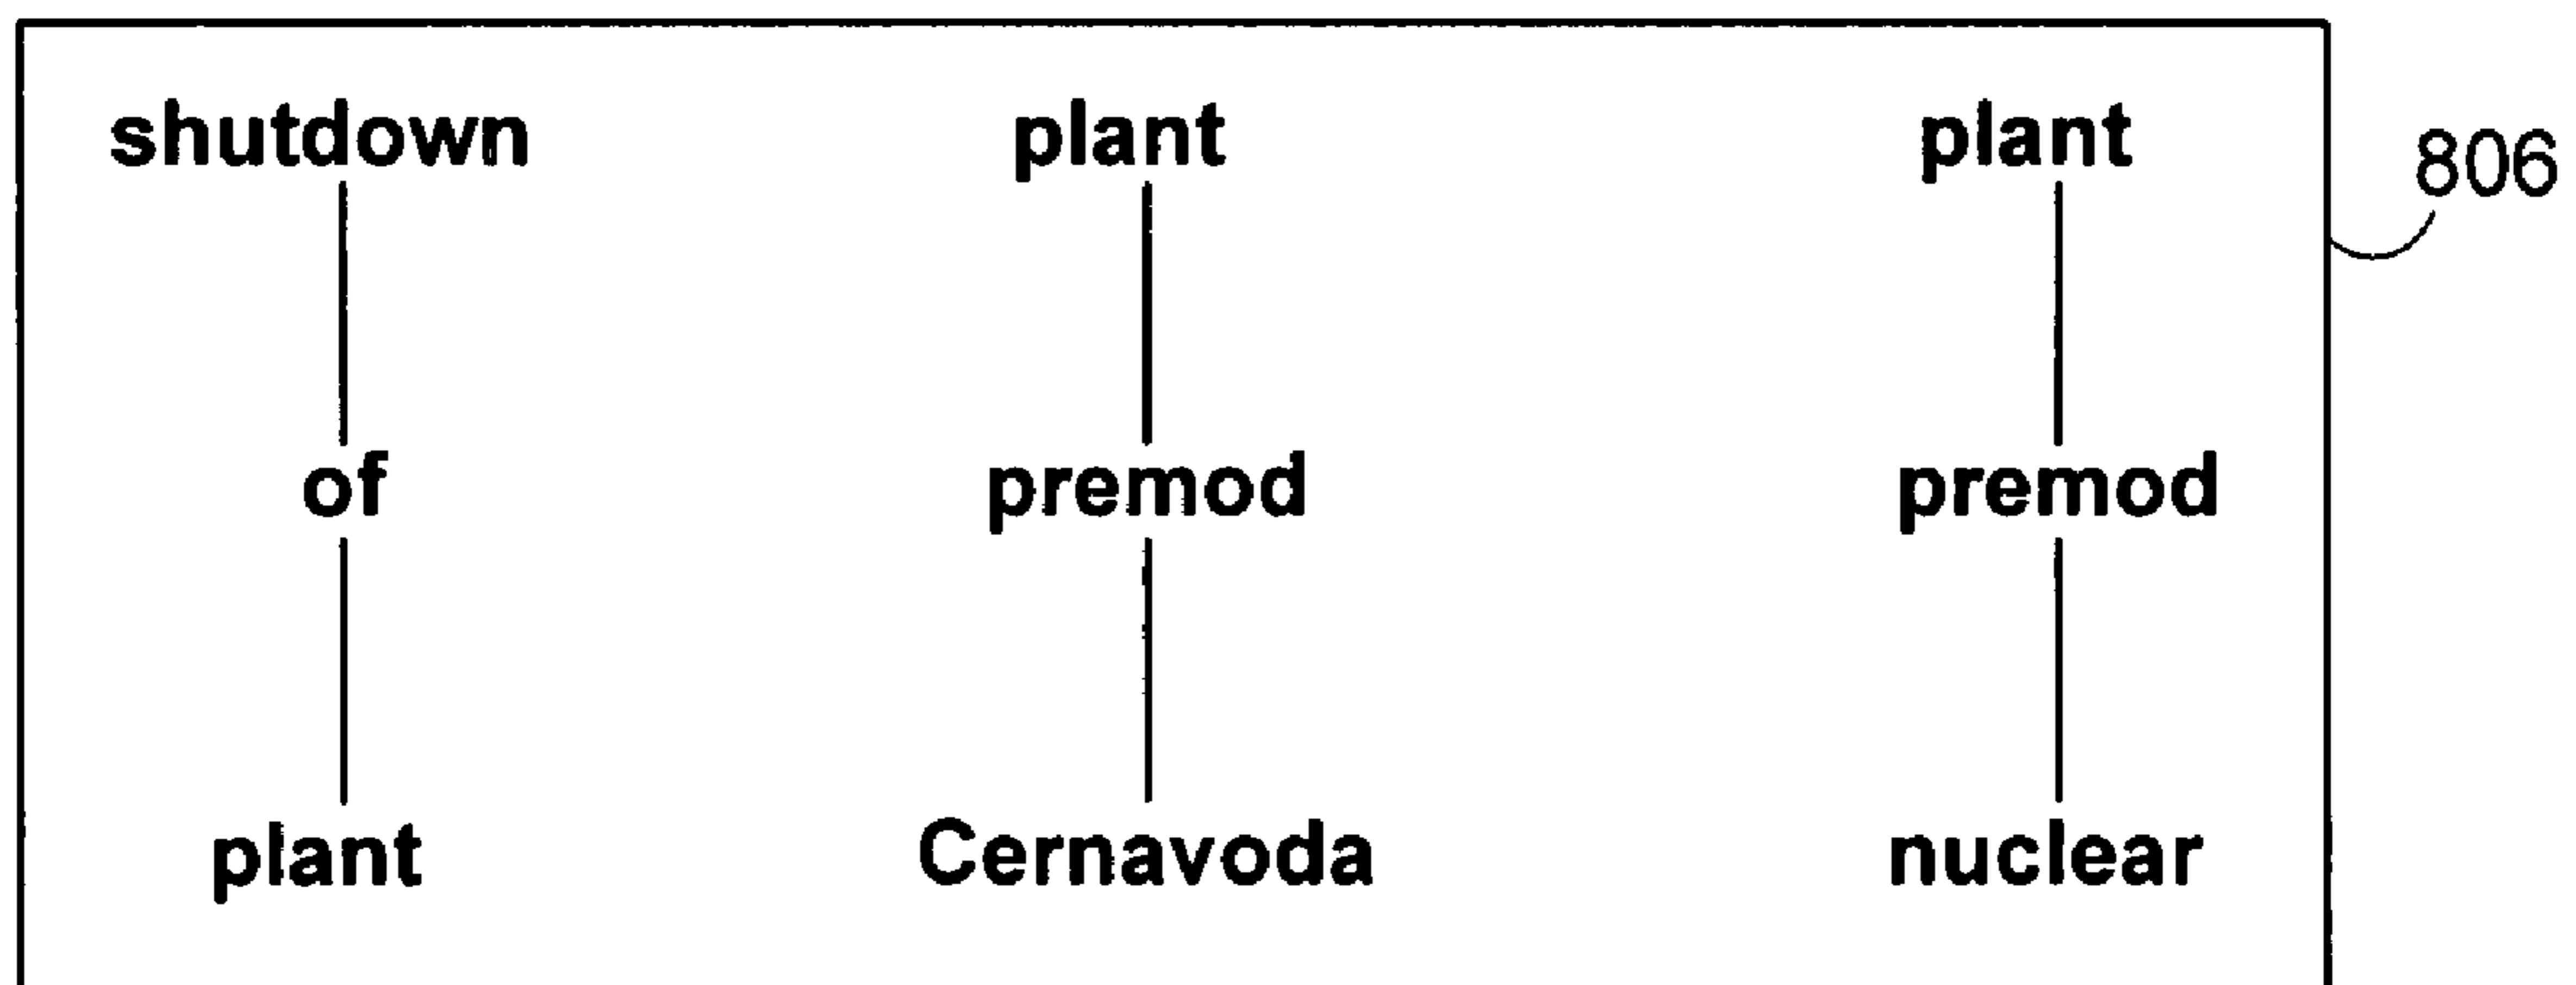 shutdown plant plant
806
of premod premod
plant Cernavoda nuclear